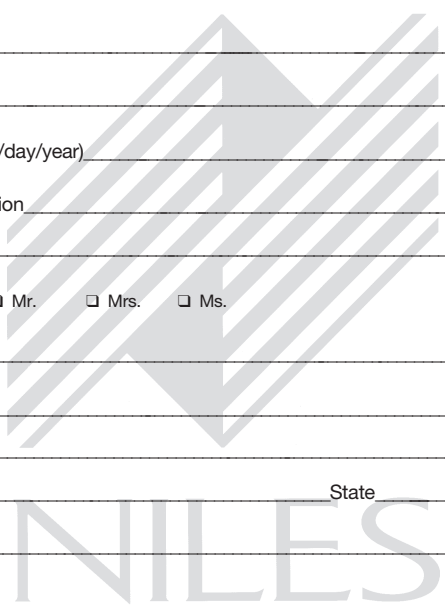 /day/year)
ion
❑ Mr. ❑ Mrs. ❑ Ms.
State
NILES